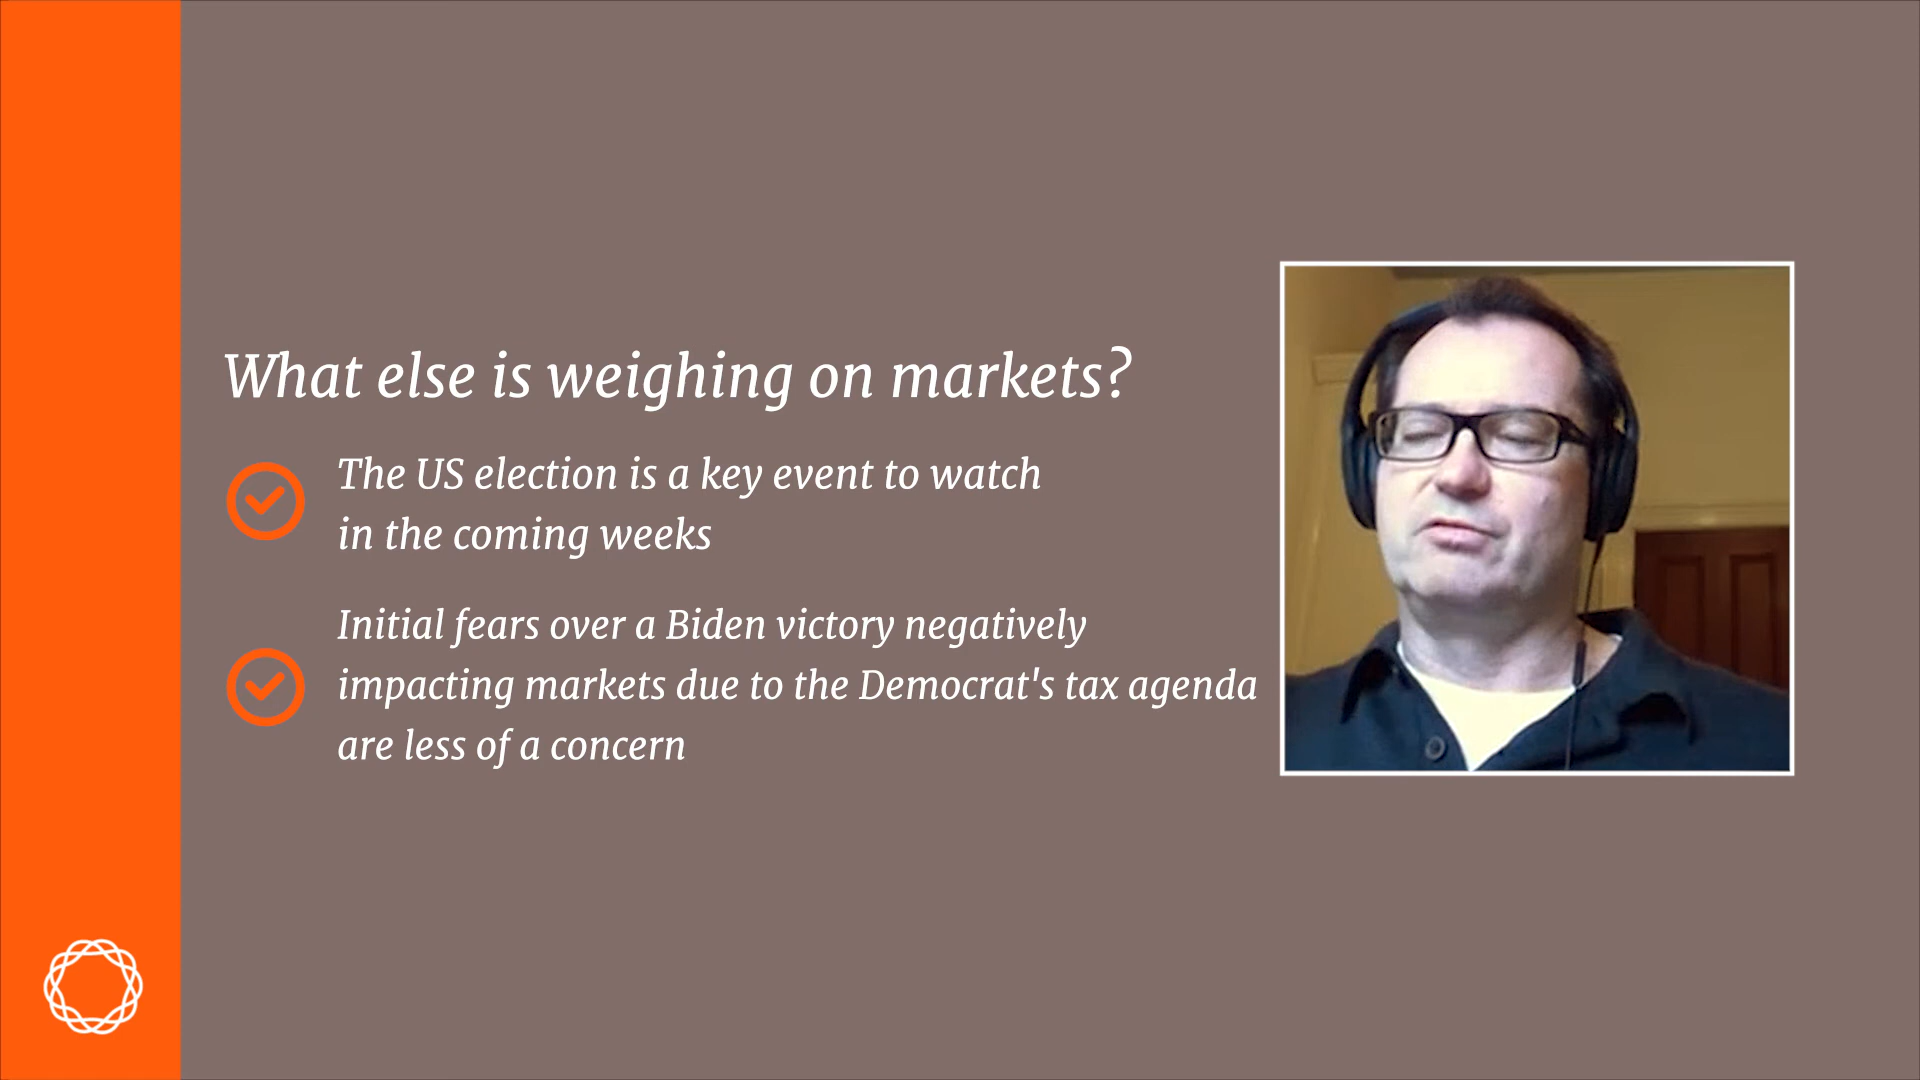 What else is weighing on markets?
The US election is a key event to watch
in the coming weeks
Initial fears over a Biden victory negatively
impacting markets due to the Democrat's tax agenda
are less of a concern